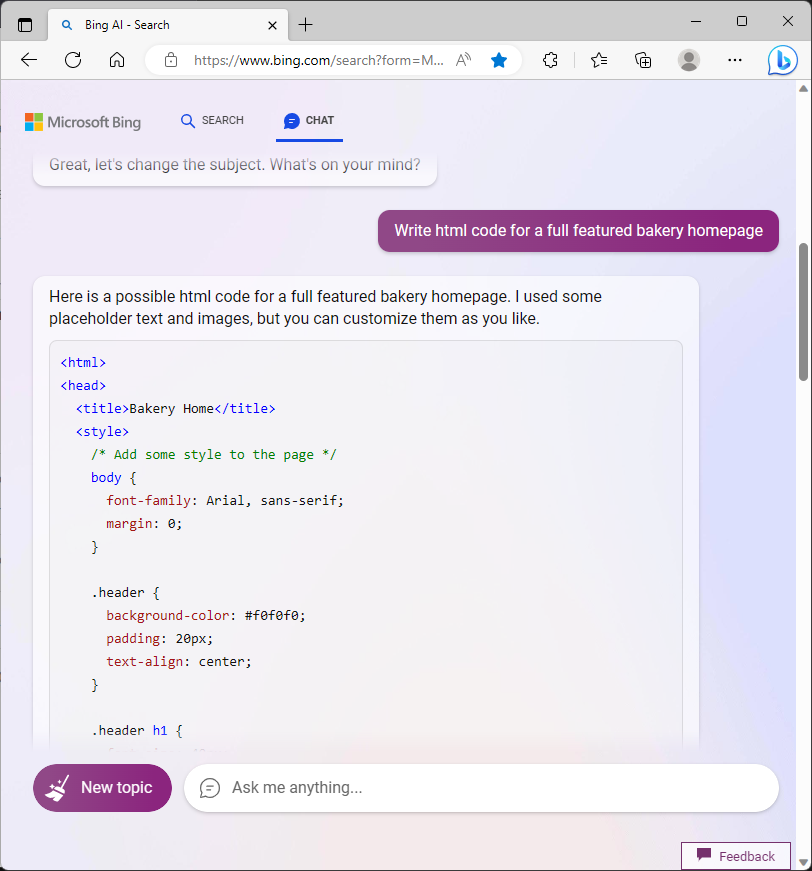 Bing AI - Search
https://www.bing.com/search?form=M...
Microsoft Bing
SEARCH
CHAT
Great, let's change the subject. What's on your mind?
Write html code for a full featured bakery homepage
Here is a possible html code for a full featured bakery homepage. I used some
placeholder text and images, but you can customize them as you like.
<html>
<head>
<title>Bakery Home</title>
<style>
/* Add some style to the page */
body {
font-family: Arial, sans-serif;
margin: 0;
}
.header {
background-color: #f0f0f0;
padding: 20px;
text-align: center;
}
.header h1 {
New topic
Ask me anything...
Feedback